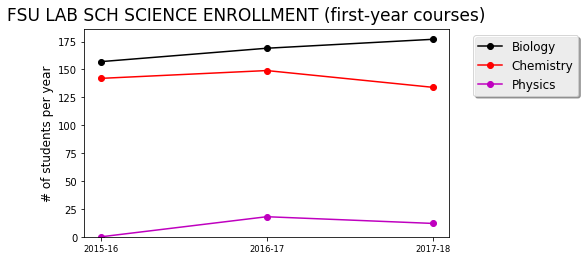 FSU LAB SCH SCIENCE ENROLLMENT (first-year courses)
# of students per year
175
150
125
100
75
50
25
0
2015-16
2016-17
2017-18
Biology
Chemistry
Physics